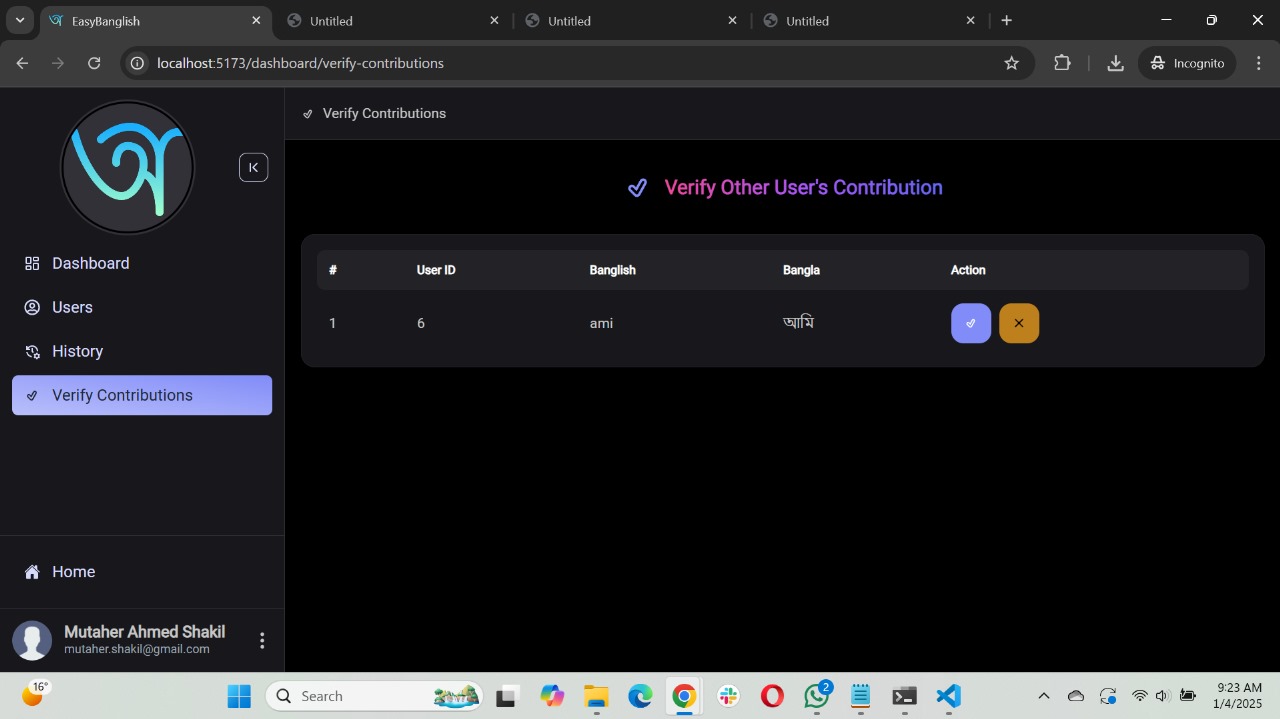 EasyBanglish
Untitled
Untitled
Untitled
localhost:5173/dashboard/verify-contributions
Incognito
অ
Verify Contributions
Dashboard
Users
History
Verify Contributions
Home
Mutaher Ahmed Shakil
mutaher.shakil@gmail.com
Verify Other User's Contribution
# User ID Banglish Bangla Action
1 6 ami আমি
16°
Search
2
9:23 AM
1/4/2025